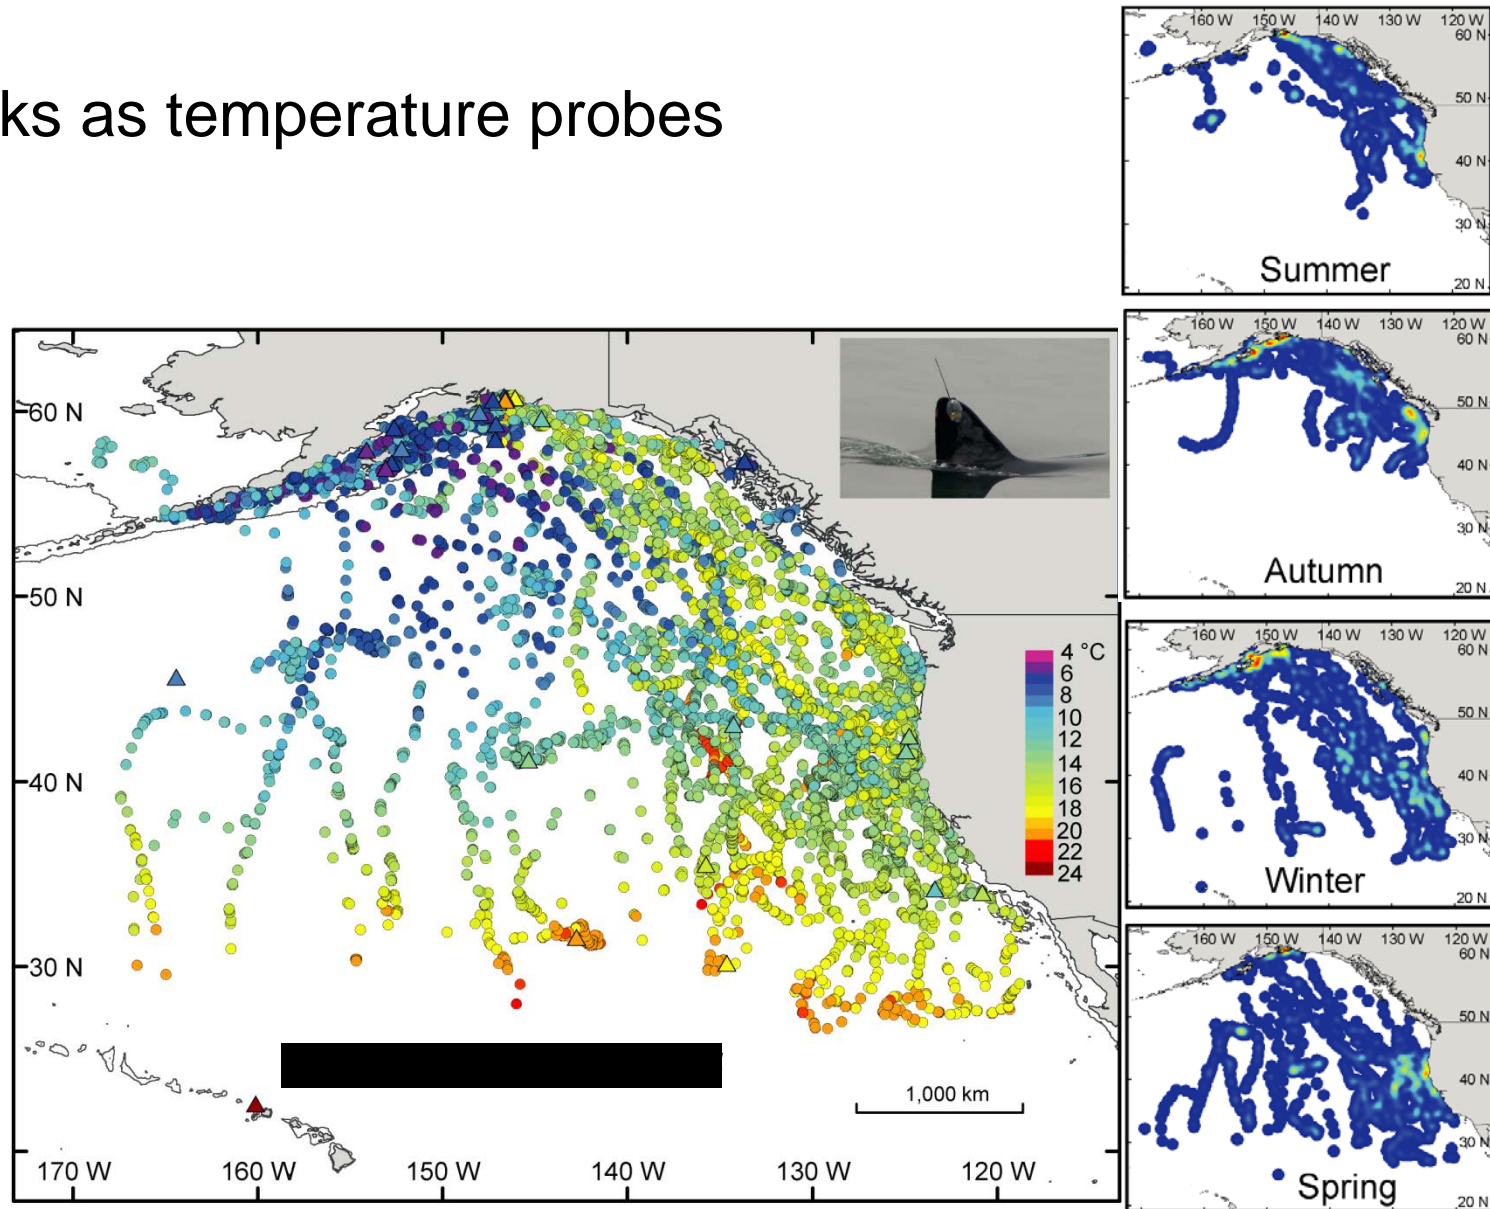 ks as temperature probes
60 N
50 N
40 N
30 N
170 W 160 W 150 W 140 W 130 W 120 W
4 °C
6
8
10
12
14
16
18
20
22
24
1,000 km
160 W 150 W 140 W 130 W 120 W
60 N
50 N
40 N
30 N
20 N
Summer
160 W 150 W 140 W 130 W 120 W
60 N
50 N
40 N
30 N
20 N
Autumn
160 W 150 W 140 W 130 W 120 W
60 N
50 N
40 N
30 N
20 N
Winter
160 W 150 W 140 W 130 W 120 W
60 N
50 N
40 N
30 N
20 N
Spring